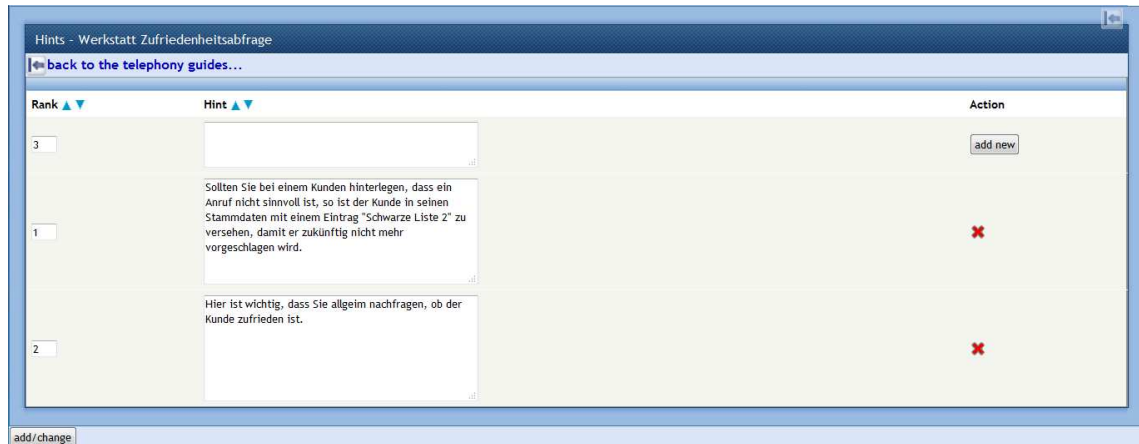 Hints - Werkstatt Zufriedenheitsabfrage
back to the telephony guides...
Rank Hint Action
3 add new
Sollten Sie bei einem Kunden hinterlegen, dass ein
Anruf nicht sinnvoll ist, so ist der Kunde in seinen
Stammdaten mit einem Eintrag "Schwarze Liste 2" zu
1 versehen, damit er zukünftig nicht mehr
vorgeschlagen wird.
Hier ist wichtig, dass Sie allgeim nachfragen, ob der
Kunde zufrieden ist.
2
add/change